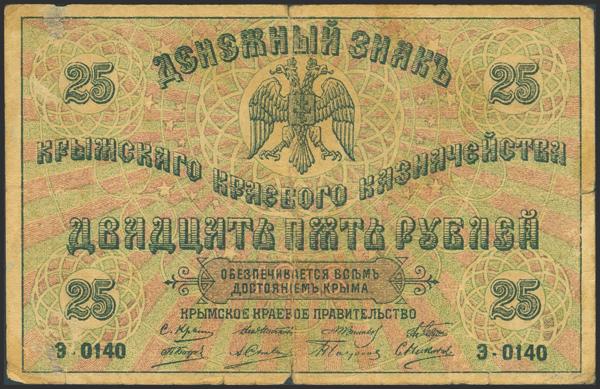 ДЕНЕЖНЫЙ ЗНАКЪ
25 25
КРЫМСКАГО КРАЕВОГО КАЗНАЧЕЙСТВА
ДВАДЦАТЬ ПЯТЬ РУБЛЕЙ
ОБЕЗПЕЧИВАЕТСЯ ВСѢМЪ
ДОСТОЯНІЕМЪ КРЫМА.
25 25
КРЫМСКОЕ КРАЕВОЕ ПРАВИТЕЛЬСТВО
Э - 0140 Э - 0140